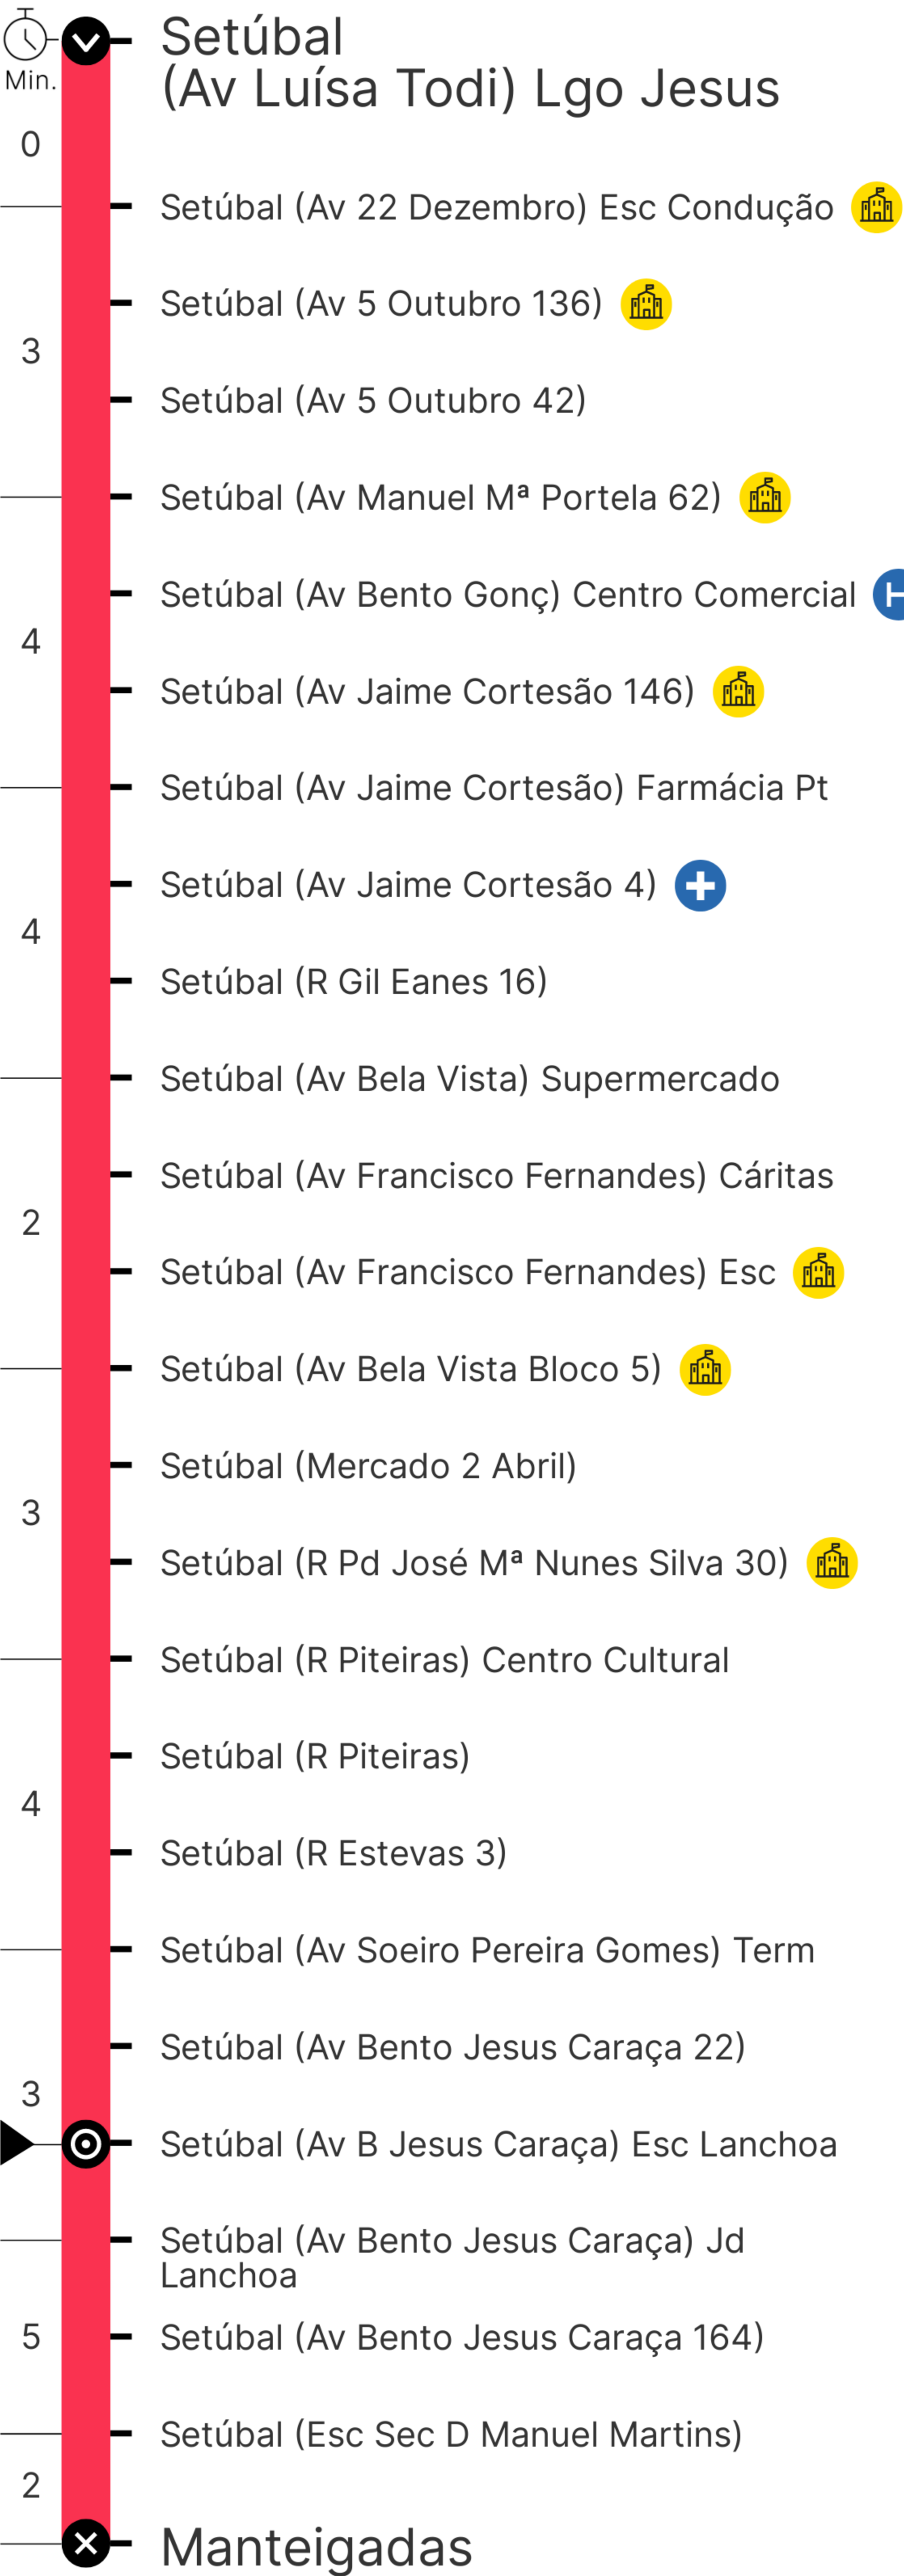 Min.
Setúbal
(Av Luísa Todi) Lgo Jesus
0
Setúbal (Av 22 Dezembro) Esc Condução
Setúbal (Av 5 Outubro 136)
3
Setúbal (Av 5 Outubro 42)
Setúbal (Av Manuel Mª Portela 62)
Setúbal (Av Bento Gonç) Centro Comercial H
4
Setúbal (Av Jaime Cortesão 146)
Setúbal (Av Jaime Cortesão) Farmácia Pt
Setúbal (Av Jaime Cortesão 4)
4
Setúbal (R Gil Eanes 16)
Setúbal (Av Bela Vista) Supermercado
Setúbal (Av Francisco Fernandes) Cáritas
2
Setúbal (Av Francisco Fernandes) Esc
Setúbal (Av Bela Vista Bloco 5)
Setúbal (Mercado 2 Abril)
3
Setúbal (R Pd José Mª Nunes Silva 30)
Setúbal (R Piteiras) Centro Cultural
Setúbal (R Piteiras)
4
Setúbal (R Estevas 3)
Setúbal (Av Soeiro Pereira Gomes) Term
Setúbal (Av Bento Jesus Caraça 22)
3
Setúbal (Av B Jesus Caraça) Esc Lanchoa
Setúbal (Av Bento Jesus Caraça) Jd
Lanchoa
5
Setúbal (Av Bento Jesus Caraça 164)
Setúbal (Esc Sec D Manuel Martins)
2
Manteigadas